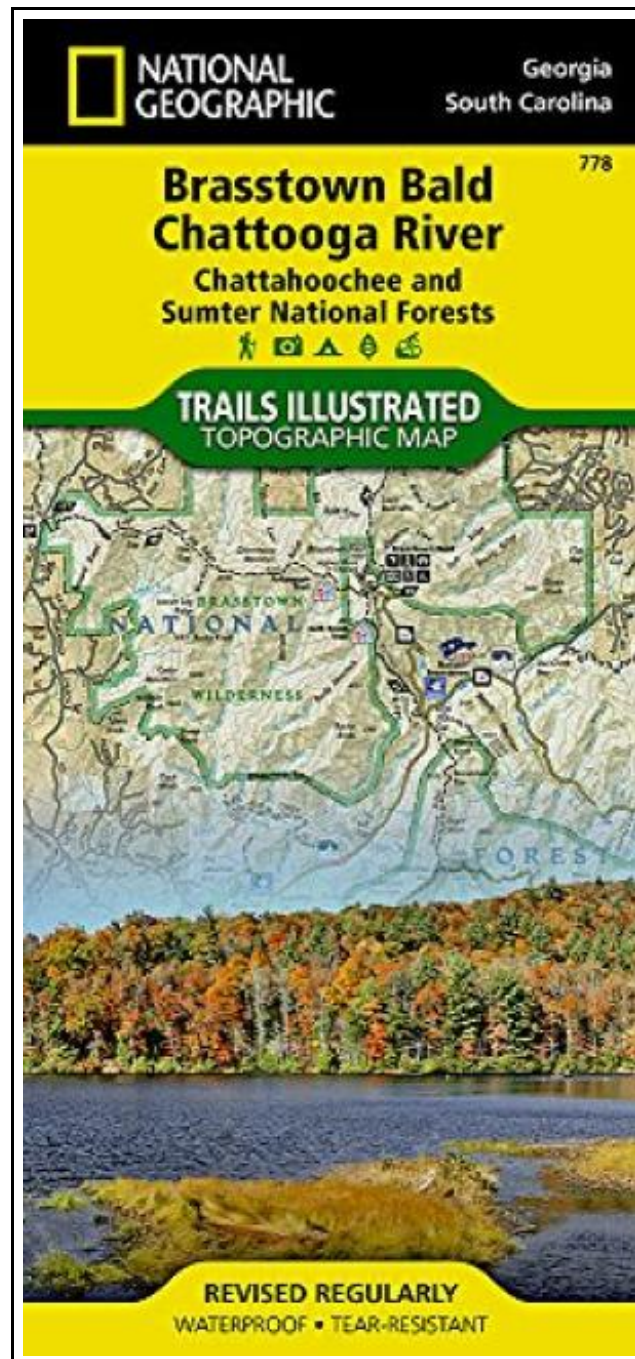 NATIONAL
GEOGRAPHIC
Georgia
South Carolina
778
Brasstown Bald
Chattooga River
Chattahoochee and
Sumter National Forests
TRAILS ILLUSTRATED
TOPOGRAPHIC MAP
BRASSTOWN
NATIONAL
WILDERNESS
FOREST
REVISED REGULARLY
WATERPROOF • TEAR-RESISTANT